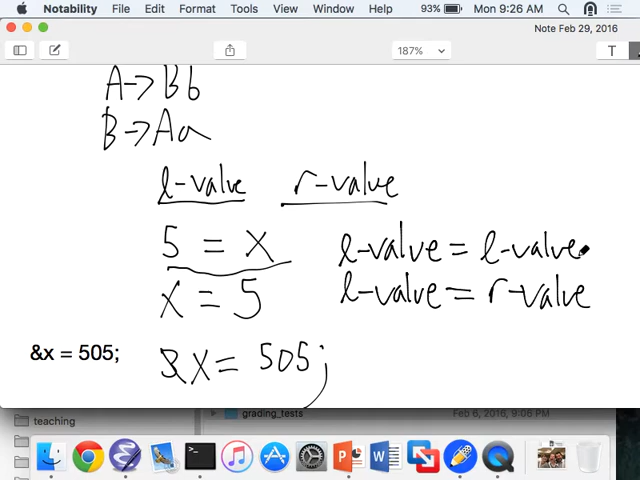 Notability File Edit Format Tools View Window Help 93% Mon 9:26 AM
Note Feb 29, 2016
187% T
A->Bb
B->Aa
l-value r-value
5 = x l-value = l-value
x = 5 l-value = r-value
&x = 505; &x = 505;
teaching grading_tests Feb 6, 2016, 9:06 PM